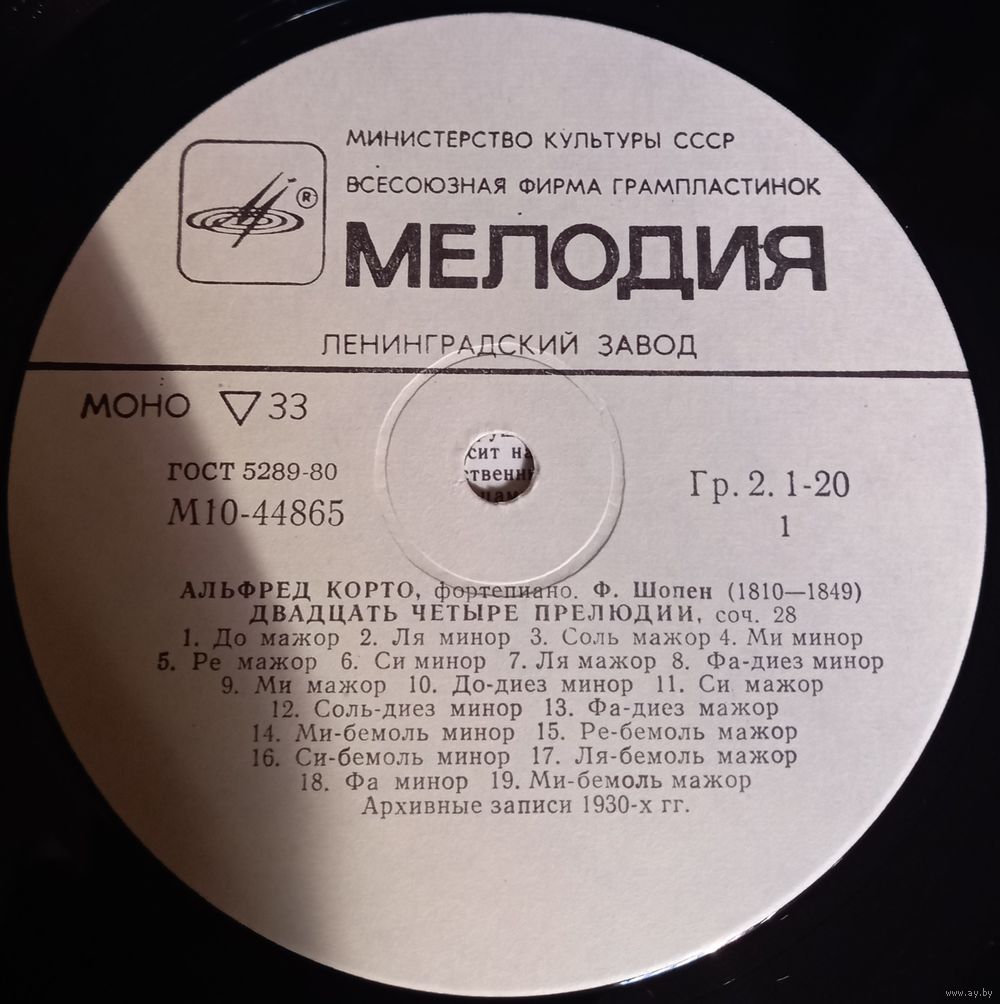 МИНИСТЕРСТВО КУЛЬТУРЫ СССР
ВСЕСОЮЗНАЯ ФИРМА ГРАМПЛАСТИНОК
®
МЕЛОДИЯ
ЛЕНИНГРАДСКИЙ ЗАВОД
МОНО ▽ 33
ГОСТ 5289-80
М10-44865
Гр. 2. 1-20
1
сит на
АЛЬФРЕД КОРТО, фортепиано. Ф. Шопен (1810—1849)
ДВАДЦАТЬ ЧЕТЫРЕ ПРЕЛЮДИИ, соч. 28
1. До мажор 2. Ля минор 3. Соль мажор 4. Ми минор
5. Ре мажор 6. Си минор 7. Ля мажор 8. Фа-диез минор
9. Ми мажор 10. До-диез минор 11. Си мажор
12. Соль-диез минор 13. Фа-диез мажор
14. Ми-бемоль минор 15. Ре-бемоль мажор
16. Си-бемоль минор 17. Ля-бемоль мажор
18. Фа минор 19. Ми-бемоль мажор
Архивные записи 1930-х гг.
www.ay.by